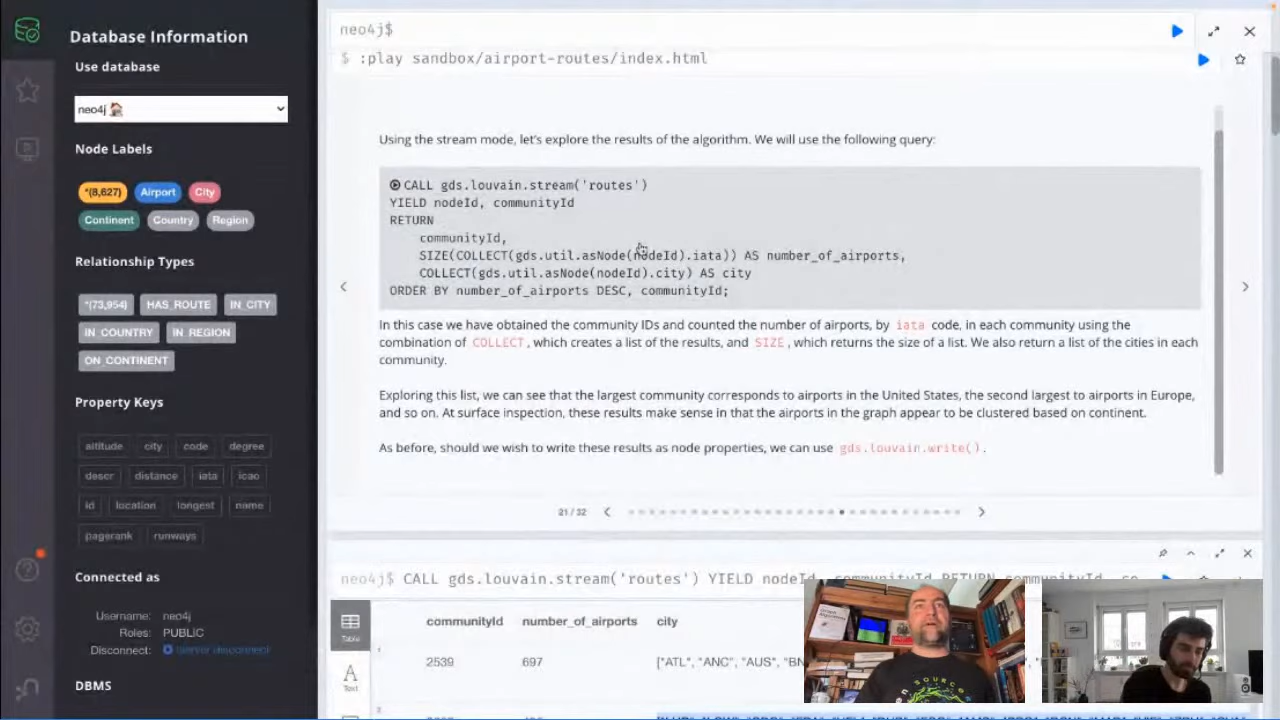 Database Information
Use database
neo4j
Node Labels
*(8,627)
Airport
City
Continent
Country
Region
Relationship Types
*(73,954)
HAS_ROUTE
IN_CITY
IN_COUNTRY
IN_REGION
ON_CONTINENT
Property Keys
altitude
city
code
degree
descr
distance
iata
icao
id
location
longest
name
pagerank
runways
Connected as
Username: neo4j
Roles: PUBLIC
Disconnect: :server disconnect
DBMS
neo4j$
$ :play sandbox/airport-routes/index.html
Using the stream mode, let's explore the results of the algorithm. We will use the following query:
CALL gds.louvain.stream('routes')
YIELD nodeId, communityId
RETURN
communityId,
SIZE(COLLECT(gds.util.asNode(nodeId).iata)) AS number_of_airports,
COLLECT(gds.util.asNode(nodeId).city) AS city
ORDER BY number_of_airports DESC, communityId;
In this case we have obtained the community IDs and counted the number of airports, by iata code, in each community using the
combination of COLLECT, which creates a list of the results, and SIZE, which returns the size of a list. We also return a list of the cities in each
community.
Exploring this list, we can see that the largest community corresponds to airports in the United States, the second largest to airports in Europe,
and so on. At surface inspection, these results make sense in that the airports in the graph appear to be clustered based on continent.
As before, should we wish to write these results as node properties, we can use gds.louvain.write().
21 / 32
neo4j$ CALL gds.louvain.stream('routes') YIELD nodeId, communityId RETURN communityId,
Table
Text
communityId number_of_airports city
2539 697 ["ATL", "ANC", "AUS",